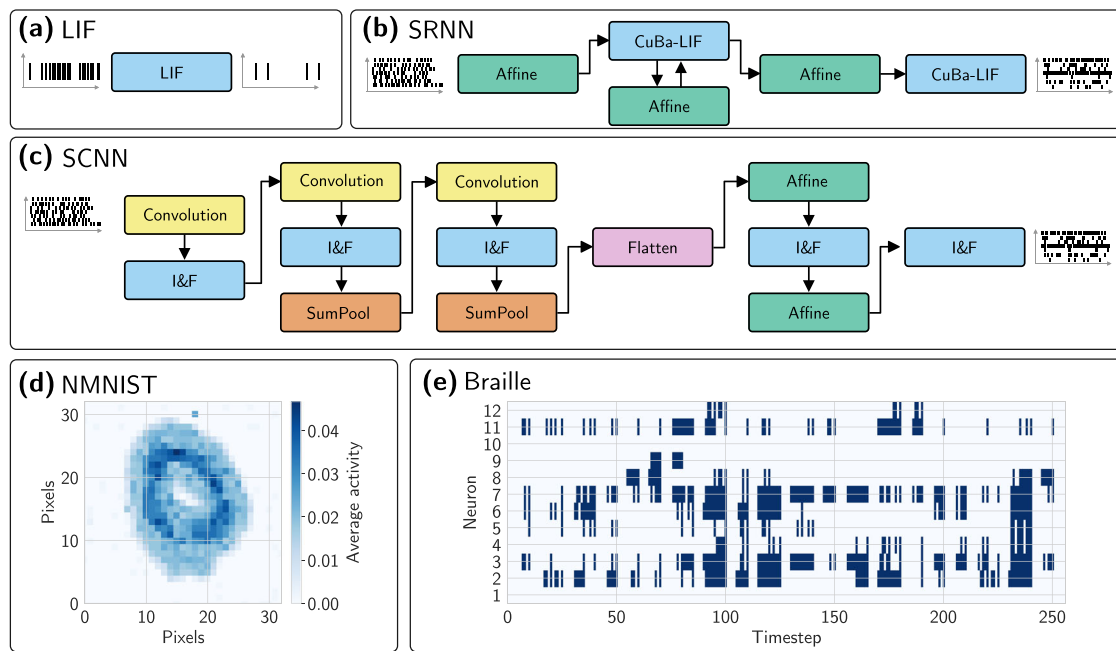 (a) LIF
LIF
(b) SRNN
Affine
CuBa-LIF
Affine
Affine
CuBa-LIF
(c) SCNN
Convolution
I&F
Convolution
I&F
SumPool
Convolution
I&F
SumPool
Flatten
Affine
I&F
Affine
I&F
(d) NMNIST
30
20
10
0
Pixels
0 10 20 30
Pixels
0.04
0.03
0.02
0.01
0.00
Average activity
(e) Braille
12
11
10
9
8
7
6
5
4
3
2
1
Neuron
0 50 100 150 200 250
Timestep